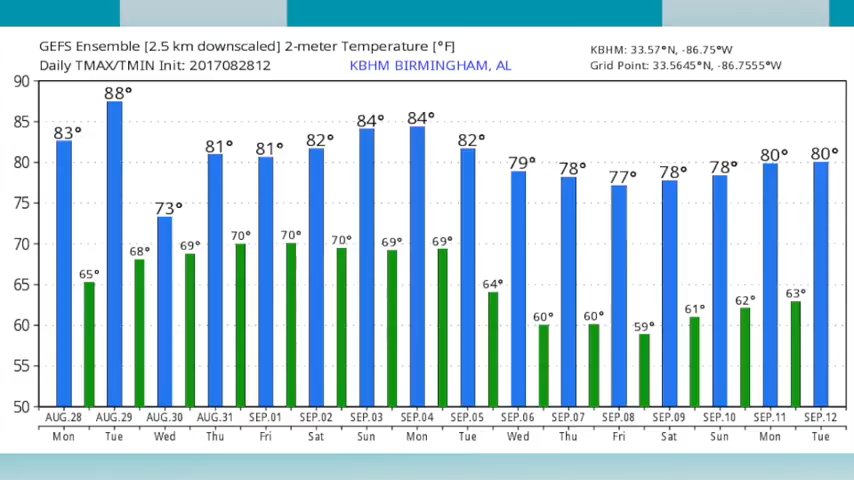 GEFS Ensemble [2.5 km downscaled] 2-meter Temperature [°F]
KBHM: 33.57°N, -86.75°W
Daily TMAX/TMIN Init: 2017082812
KBHM BIRMINGHAM, AL
Grid Point: 33.5645°N, -86.7555°W
90
85
80
75
70
65
60
55
50
83° 88° 73° 81° 81° 82° 84° 84° 82° 79° 78° 77° 78° 78° 80° 80°
65° 68° 69° 70° 70° 70° 69° 69° 64° 60° 60° 59° 61° 62° 63°
AUG.28 AUG.29 AUG.30 AUG.31 SEP.01 SEP.02 SEP.03 SEP.04 SEP.05 SEP.06 SEP.07 SEP.08 SEP.09 SEP.10 SEP.11 SEP.12
Mon Tue Wed Thu Fri Sat Sun Mon Tue Wed Thu Fri Sat Sun Mon Tue